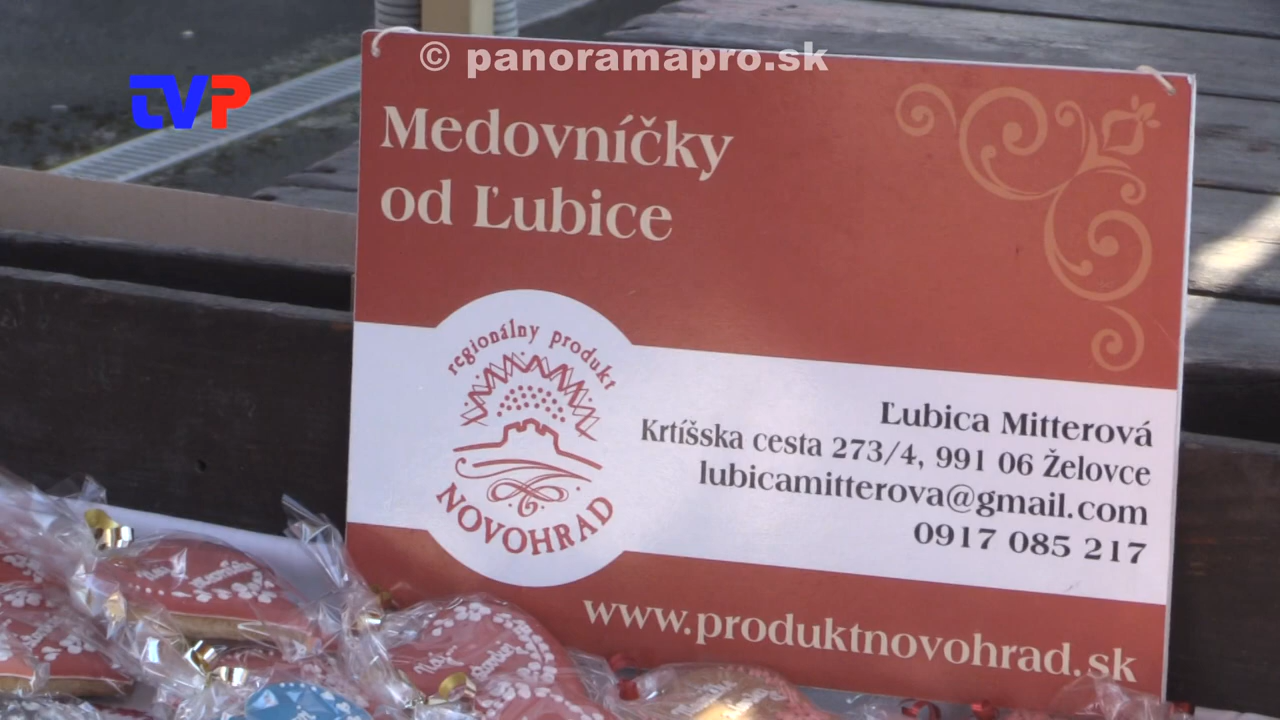 © panoramapro.sk
TVP
Medovníčky
od Ľubice
regionálny produkt
NOVOHRAD
Ľubica Mitterová
Krtíšska cesta 273/4, 991 06 Želovce
lubicamitterova@gmail.com
0917 085 217
www.produktnovohrad.sk